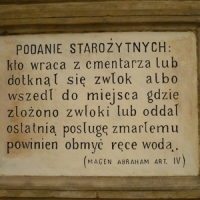 PODANIE STAROŻYTNYCH:
kto wraca z cmentarza lub
dotknął się zwłok albo
wszedł do miejsca gdzie
złożono zwłoki lub oddał
ostatnią posługę zmarłemu
powinien obmyć ręce wodą.
(MAGEN ABRAHAM ART. IV)